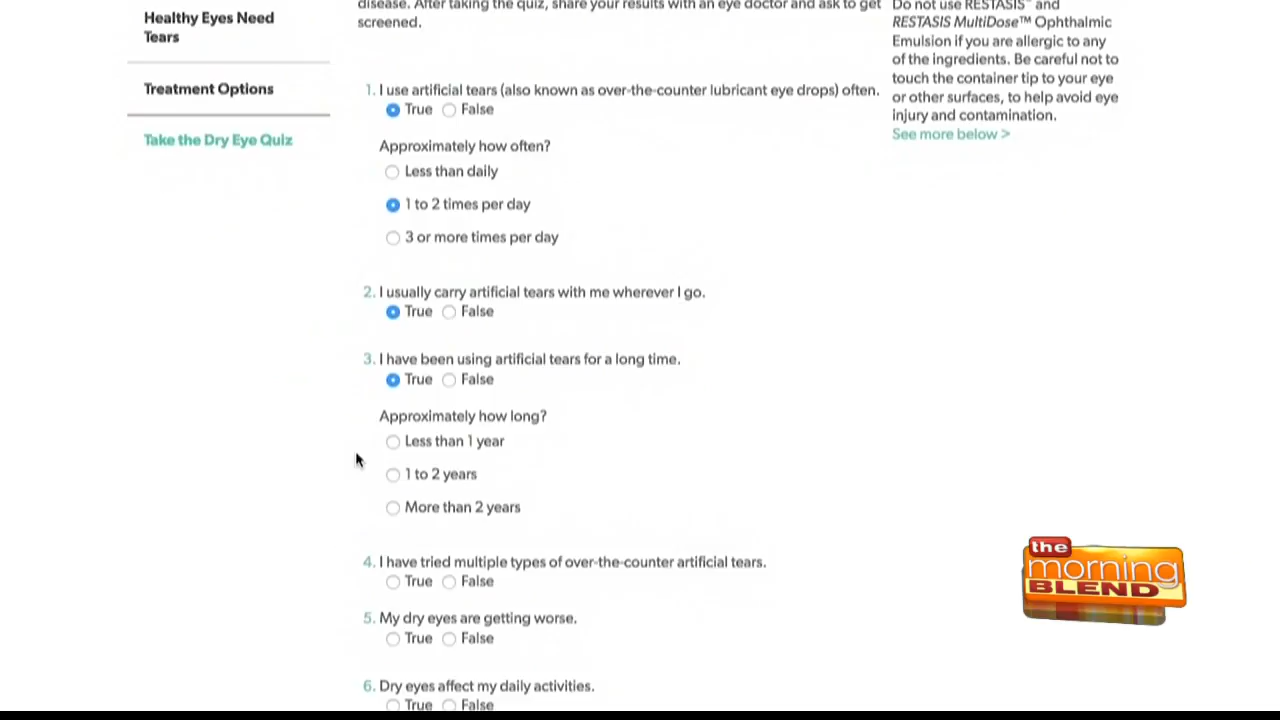 Healthy Eyes Need
Tears
Treatment Options
Take the Dry Eye Quiz
disease. After taking the quiz, share your results with an eye doctor and ask to get
screened.
1. I use artificial tears (also known as over-the-counter lubricant eye drops) often.
True False
Approximately how often?
Less than daily
1 to 2 times per day
3 or more times per day
2. I usually carry artificial tears with me wherever I go.
True False
3. I have been using artificial tears for a long time.
True False
Approximately how long?
Less than 1 year
1 to 2 years
More than 2 years
4. I have tried multiple types of over-the-counter artificial tears.
True False
5. My dry eyes are getting worse.
True False
6. Dry eyes affect my daily activities.
True False
Do not use RESTASIS® and
RESTASIS MultiDose™ Ophthalmic
Emulsion if you are allergic to any
of the ingredients. Be careful not to
touch the container tip to your eye
or other surfaces, to help avoid eye
injury and contamination.
See more below >
the
morning
BLEND